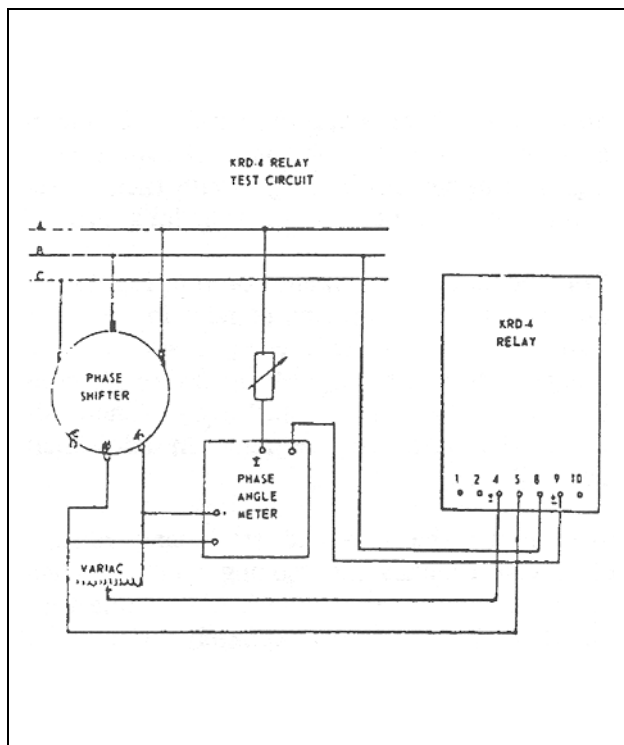 KRD-4 RELAY
TEST CIRCUIT
A
B
C
KRD-4
RELAY
PHASE
SHIFTER
PHASE
ANGLE
METER
1 2 ± 4 5 8 ± 9 10
VARIAC